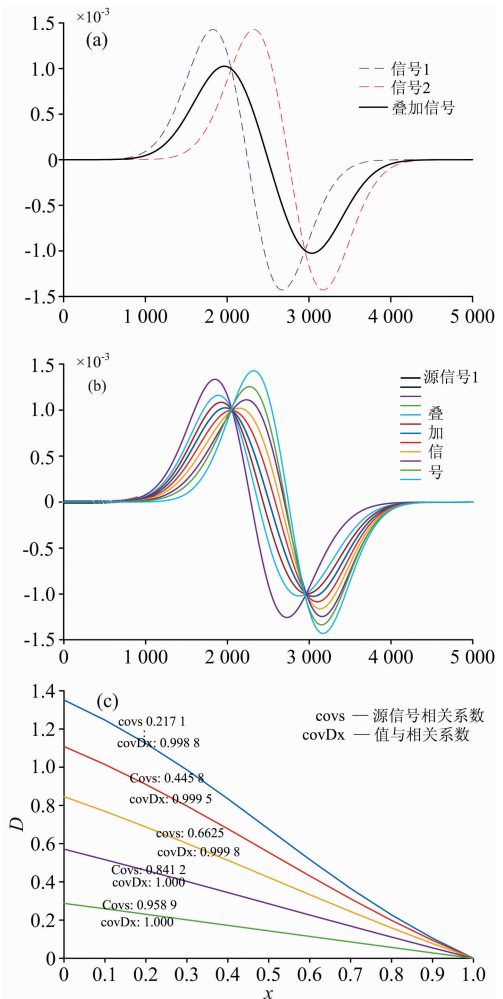 ×10⁻³
(a)
1.5
1.0
0.5
0
-0.5
-1.0
1.5
信号1
信号2
叠加信号
0 1 000 2 000 3 000 4 000 5 000
×10⁻³
(b)
1.5
1.0
0.5
0
-0.5
-1.0
-1.5
源信号1
叠
加
信
号
0 1 000 2 000 3 000 4 000 5 000
(c)
1.4
1.2
1.0
0.8
0.6
0.4
0.2
0
D
covs — 源信号相关系数
covDx — 值与相关系数
covs 0.217 1
⋮
covDx: 0.998 8
Covs: 0.445 8
covDx: 0.999 5
covs: 0.6625
covDx: 0.999 8
Covs: 0.841 2
covDx: 1.000
Cov​s: 0.958 9
covDx: 1.000
0 0.1 0.2 0.3 0.4 0.5 0.6 0.7 0.8 0.9 1.0
x